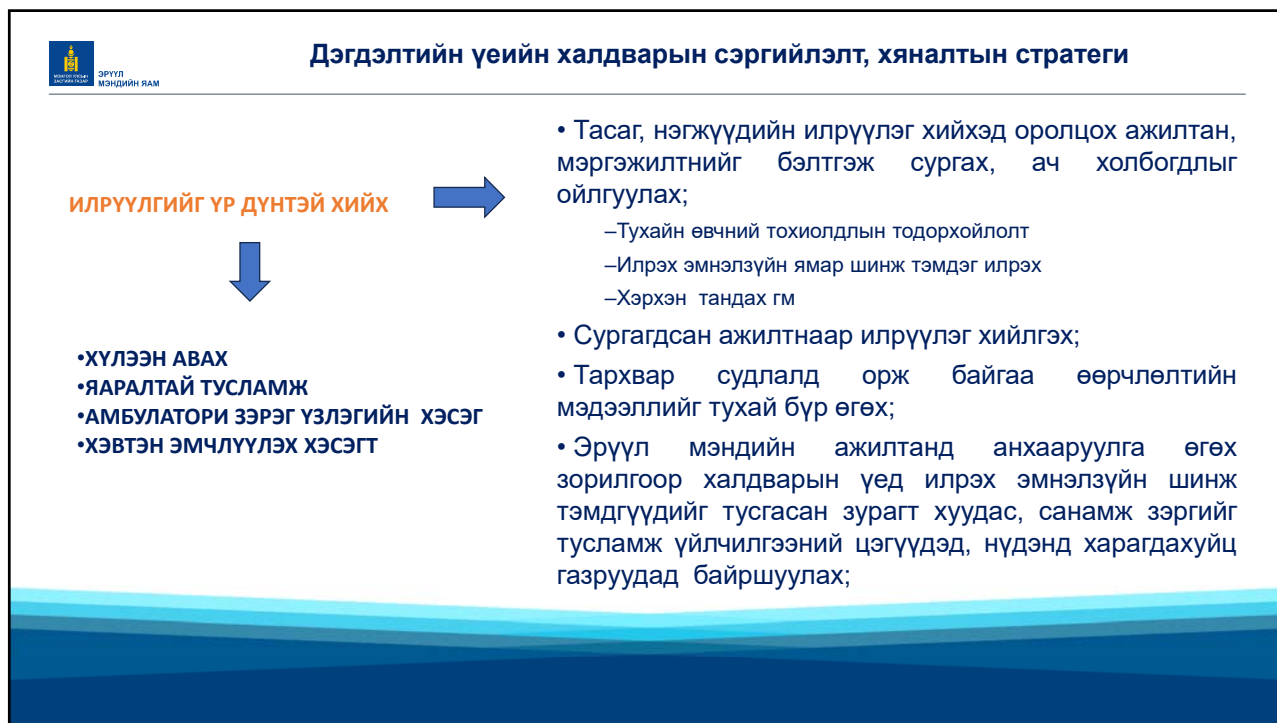 Дэгдэлтийн үеийн халдварын сэргийлэлт, хяналтын стратеги
МОНГОЛ УЛСЫН
ЗАСГИЙН ГАЗАР
ЭРҮҮЛ
МЭНДИЙН ЯАМ
ИЛРҮҮЛГИЙГ ҮР ДҮНТЭЙ ХИЙХ
•ХҮЛЭЭН АВАХ
•ЯАРАЛТАЙ ТУСЛАМЖ
•АМБУЛАТОРИ ЗЭРЭГ ҮЗЛЭГИЙН ХЭСЭГ
•ХЭВТЭН ЭМЧЛҮҮЛЭХ ХЭСЭГТ
• Тасаг, нэгжүүдийн илрүүлэг хийхэд оролцох ажилтан,
мэргэжилтнийг бэлтгэж сургах, ач холбогдлыг
ойлгуулах;
–Тухайн өвчний тохиолдлын тодорхойлолт
–Илрэх эмнэлзүйн ямар шинж тэмдэг илрэх
–Хэрхэн тандах гм
• Сургагдсан ажилтнаар илрүүлэг хийлгэх;
• Тархвар судлалд орж байгаа өөрчлөлтийн
мэдээллийг тухай бүр өгөх;
• Эрүүл мэндийн ажилтанд анхааруулга өгөх
зорилгоор халдварын үед илрэх эмнэлзүйн шинж
тэмдгүүдийг тусгасан зурагт хуудас, санамж зэргийг
тусламж үйлчилгээний цэгүүдэд, нүдэнд харагдахуйц
газруудад байршуулах;